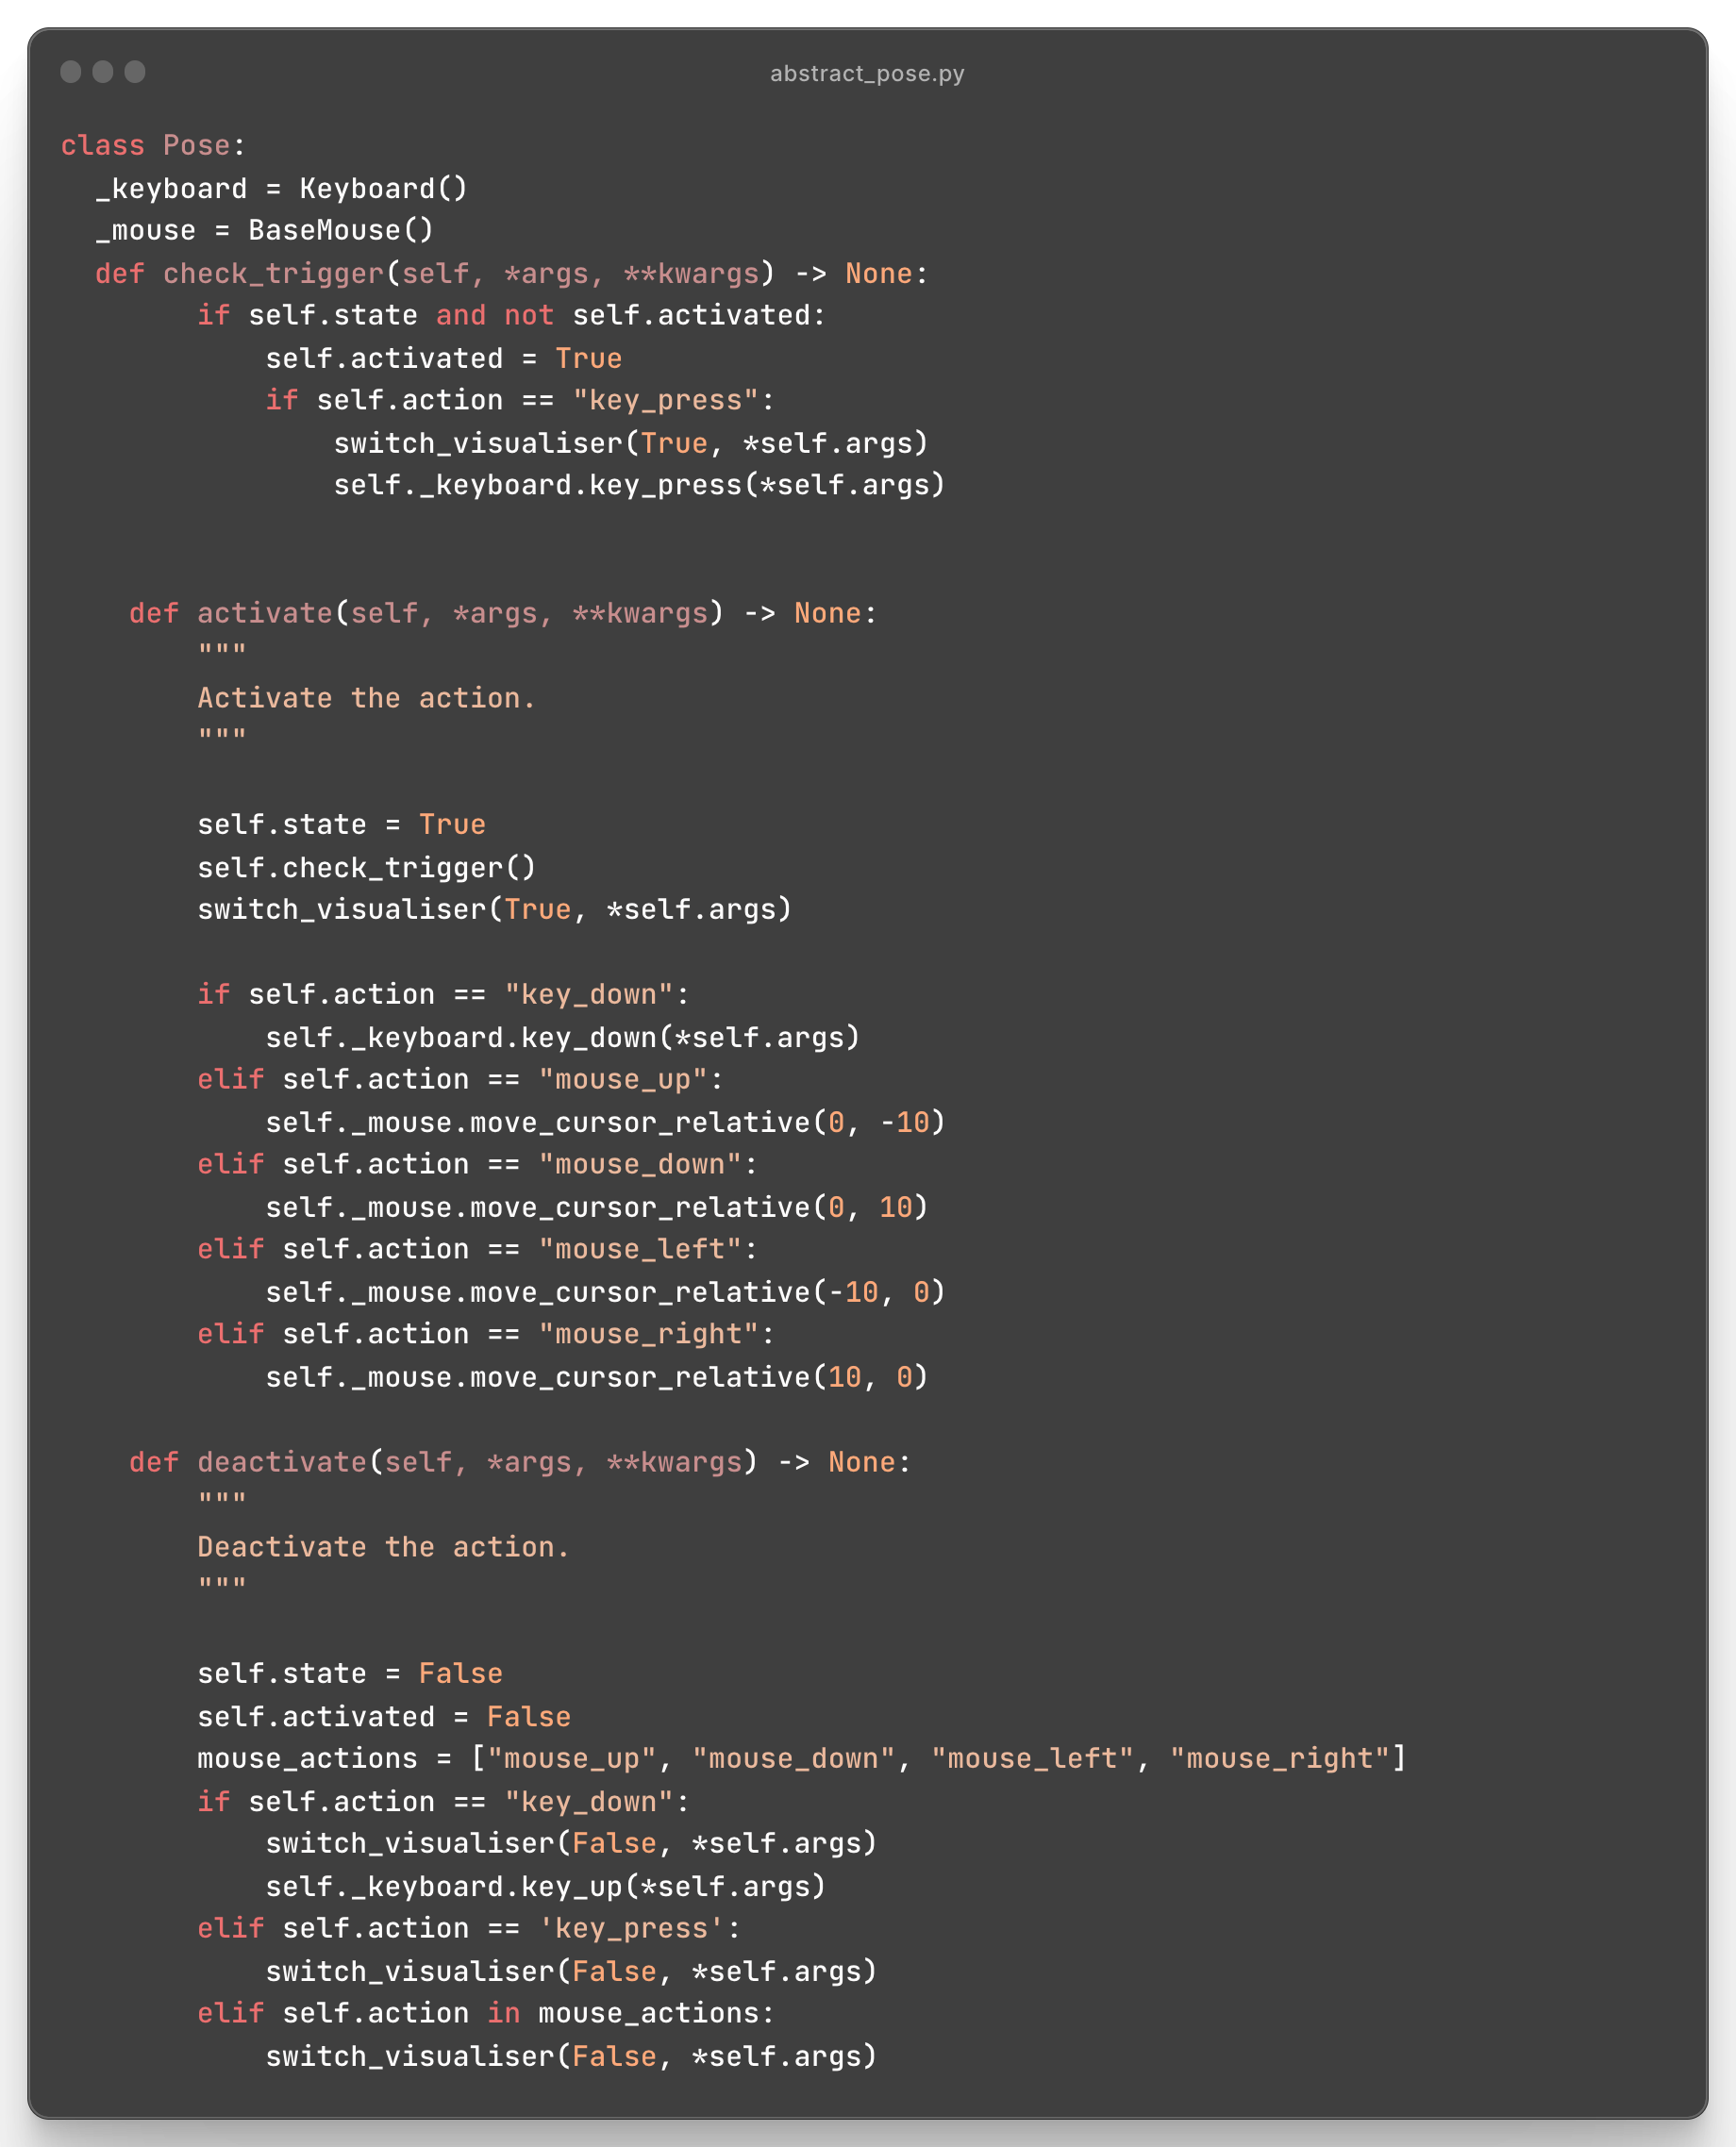 abstract_pose.py
class Pose:
  _keyboard = Keyboard()
  _mouse = BaseMouse()
  def check_trigger(self, *args, **kwargs) -> None:
        if self.state and not self.activated:
            self.activated = True
            if self.action == "key_press":
                switch_visualiser(True, *self.args)
                self._keyboard.key_press(*self.args)


    def activate(self, *args, **kwargs) -> None:
        """
        Activate the action.
        """

        self.state = True
        self.check_trigger()
        switch_visualiser(True, *self.args)

        if self.action == "key_down":
            self._keyboard.key_down(*self.args)
        elif self.action == "mouse_up":
            self._mouse.move_cursor_relative(0, -10)
        elif self.action == "mouse_down":
            self._mouse.move_cursor_relative(0, 10)
        elif self.action == "mouse_left":
            self._mouse.move_cursor_relative(-10, 0)
        elif self.action == "mouse_right":
            self._mouse.move_cursor_relative(10, 0)

    def deactivate(self, *args, **kwargs) -> None:
        """
        Deactivate the action.
        """

        self.state = False
        self.activated = False
        mouse_actions = ["mouse_up", "mouse_down", "mouse_left", "mouse_right"]
        if self.action == "key_down":
            switch_visualiser(False, *self.args)
            self._keyboard.key_up(*self.args)
        elif self.action == 'key_press':
            switch_visualiser(False, *self.args)
        elif self.action in mouse_actions:
            switch_visualiser(False, *self.args)